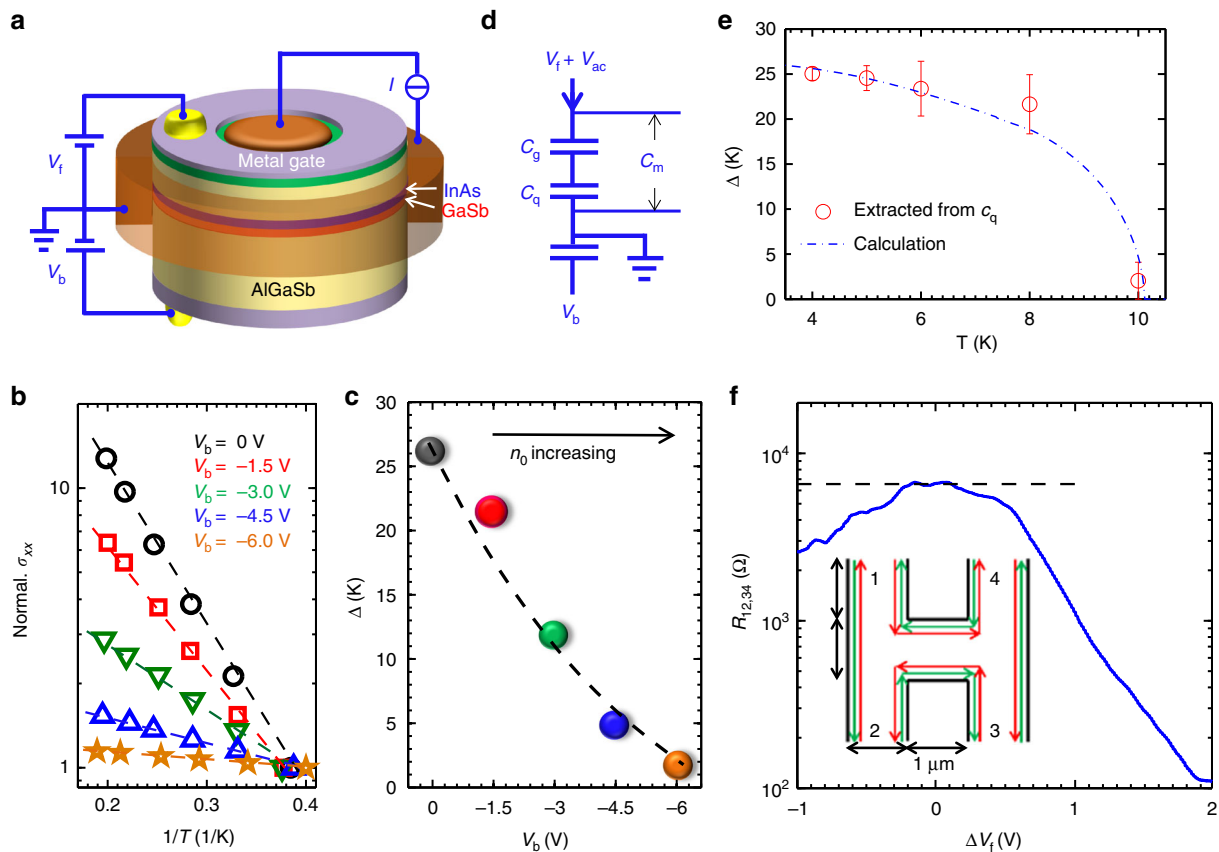 a
I
V_f
Metal gate
InAs
GaSb
V_b
AlGaSb
d
V_f + V_ac
C_g
C_m
C_q
V_b
e
30
25
20
15
10
5
0
Δ (K)
Extracted from c_q
Calculation
4
6
8
10
T (K)
b
10
1
Normal. σ_xx
V_b = 0 V
V_b = −1.5 V
V_b = −3.0 V
V_b = −4.5 V
V_b = −6.0 V
0.2
0.3
0.4
1/T (1/K)
c
30
25
20
15
10
5
0
Δ (K)
n_0 increasing
0
−1.5
−3
−4.5
−6
V_b (V)
f
10^4
10^3
10^2
R_12,34 (Ω)
1
4
2
3
1 μm
−1
0
1
2
ΔV_f (V)